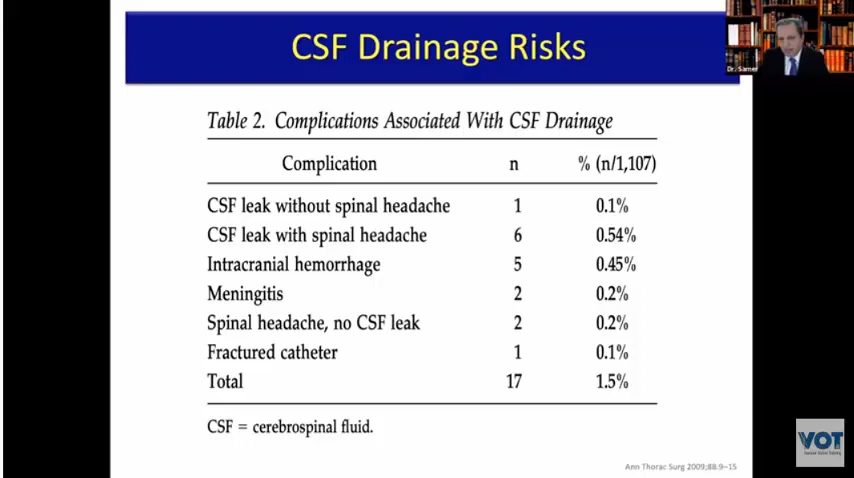 CSF Drainage Risks
Dr. Samer
Table 2. Complications Associated With CSF Drainage
Complication n % (n/1,107)
CSF leak without spinal headache 1 0.1%
CSF leak with spinal headache 6 0.54%
Intracranial hemorrhage 5 0.45%
Meningitis 2 0.2%
Spinal headache, no CSF leak 2 0.2%
Fractured catheter 1 0.1%
Total 17 1.5%
CSF = cerebrospinal fluid.
VOT
Ann Thorac Surg 2009;88:9–15